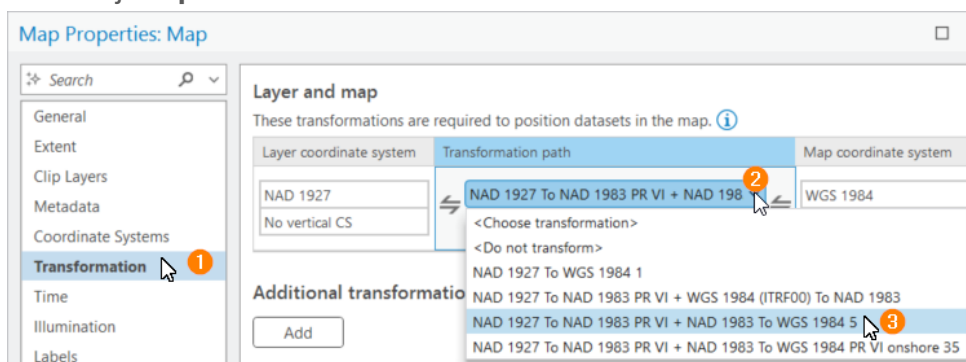 Map Properties: Map
Search
General
Extent
Clip Layers
Metadata
Coordinate Systems
Transformation
1
Time
Illumination
Labels
Layer and map
These transformations are required to position datasets in the map.
Layer coordinate system
Transformation path
Map coordinate system
NAD 1927
No vertical CS
NAD 1927 To NAD 1983 PR VI + NAD 198
2
WGS 1984
<Choose transformation>
<Do not transform>
NAD 1927 To WGS 1984 1
NAD 1927 To NAD 1983 PR VI + WGS 1984 (ITRF00) To NAD 1983
NAD 1927 To NAD 1983 PR VI + NAD 1983 To WGS 1984 5
3
NAD 1927 To NAD 1983 PR VI + NAD 1983 To WGS 1984 PR VI onshore 35
Additional transformatio
Add